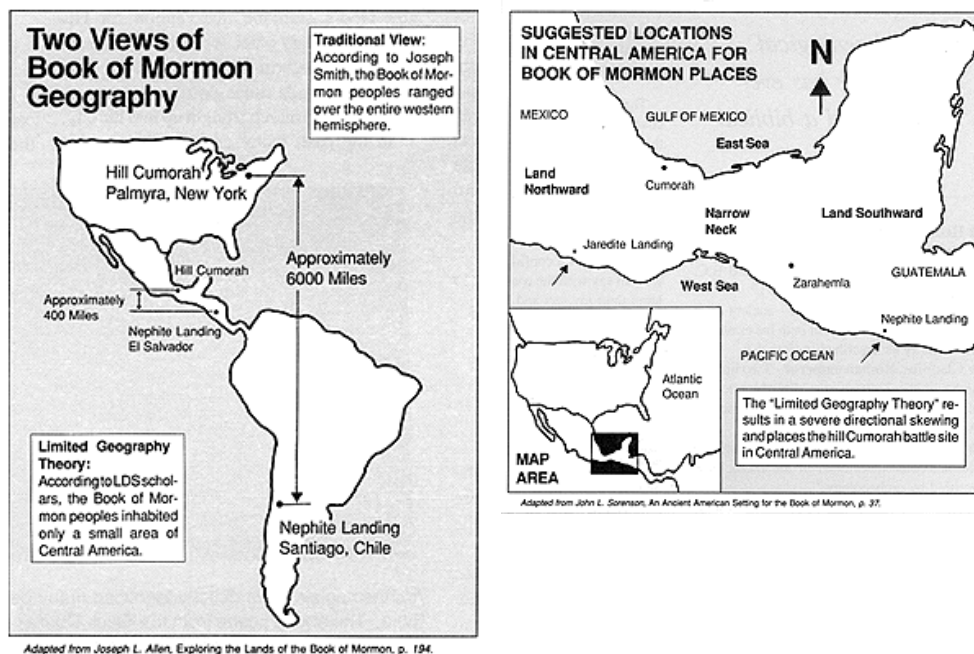 Two Views of
Book of Mormon
Geography
Traditional View:
According to Joseph
Smith, the Book of Mor-
mon peoples ranged
over the entire western
hemisphere.
Hill Cumorah
Palmyra, New York
Approximately
6000 Miles
Hill Cumorah
Approximately
400 Miles
Nephite Landing
El Salvador
Limited Geography
Theory:
According to LDS schol-
ars, the Book of Mor-
mon peoples inhabited
only a small area of
Central America.
Nephite Landing
Santiago, Chile
Adapted from Joseph L. Allen, Exploring the Lands of the Book of Mormon, p. 194.
SUGGESTED LOCATIONS
IN CENTRAL AMERICA FOR
BOOK OF MORMON PLACES
N
MEXICO
GULF OF MEXICO
East Sea
Land
Northward
Cumorah
Narrow
Neck
Land Southward
Jaredite Landing
West Sea
Zarahemla
GUATEMALA
Nephite Landing
PACIFIC OCEAN
Atlantic
Ocean
MAP
AREA
The "Limited Geography Theory" re-
sults in a severe directional skewing
and places the hill Cumorah battle site
in Central America.
Adapted from John L. Sorenson, An Ancient American Setting for the Book of Mormon, p. 37.